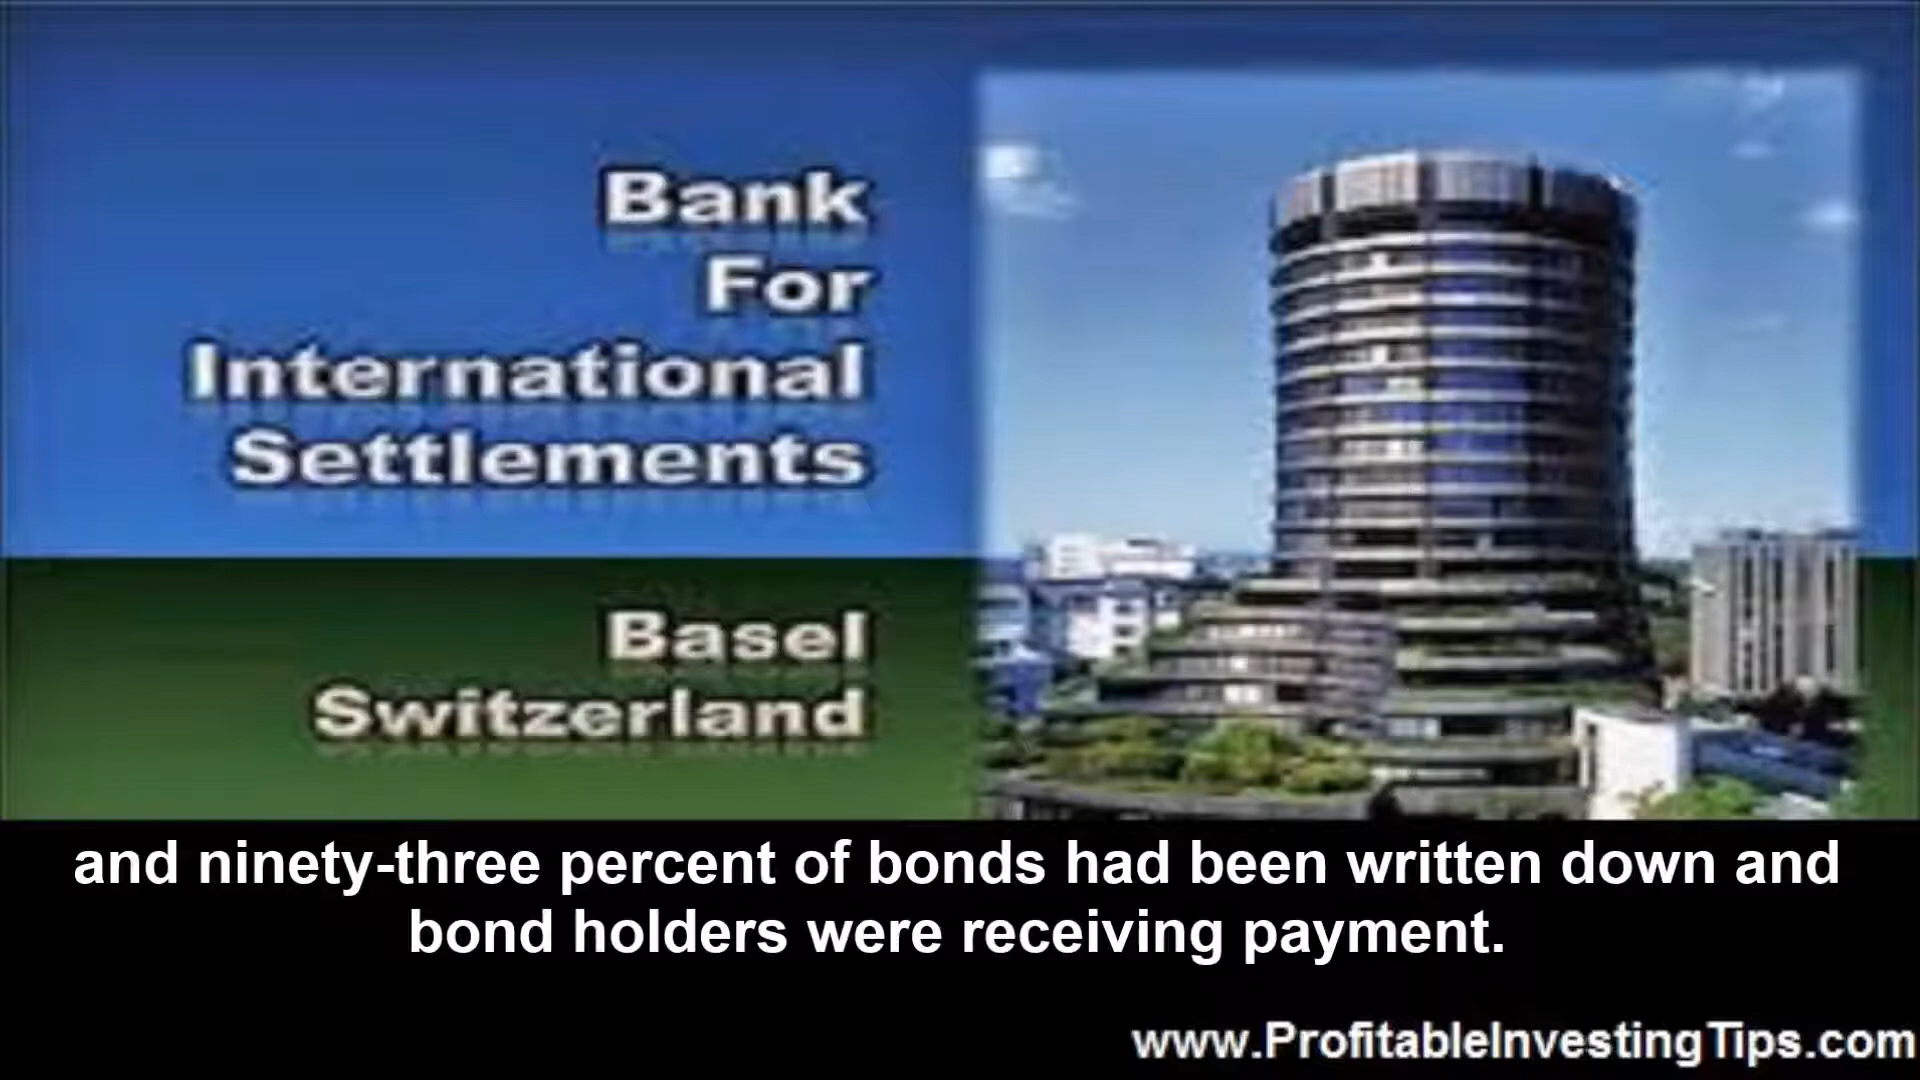 Bank
For
International
Settlements
Basel
Switzerland
and ninety-three percent of bonds had been written down and
bond holders were receiving payment.
www.ProfitableInvestingTips.com